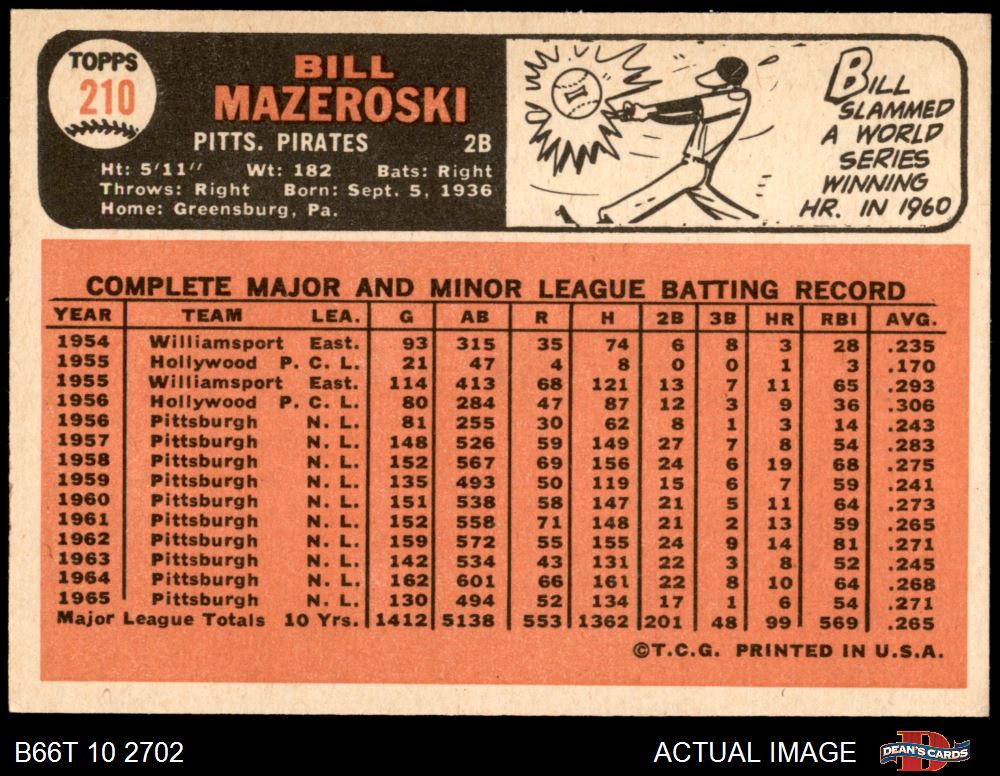 TOPPS
210
BILL
MAZEROSKI
PITTS. PIRATES 2B
Ht: 5'11" Wt: 182 Bats: Right
Throws: Right Born: Sept. 5, 1936
Home: Greensburg, Pa.
BILL
SLAMMED
A WORLD
SERIES
WINNING
HR. IN 1960
COMPLETE MAJOR AND MINOR LEAGUE BATTING RECORD
YEAR TEAM LEA. G AB R H 2B 3B HR RBI AVG.
1954 Williamsport East. 93 315 35 74 6 8 3 28 .235
1955 Hollywood P. C. L. 21 47 4 8 0 0 1 3 .170
1955 Williamsport East. 114 413 68 121 13 7 11 65 .293
1956 Hollywood P. C. L. 80 284 47 87 12 3 9 36 .306
1956 Pittsburgh N. L. 81 255 30 62 8 1 3 14 .243
1957 Pittsburgh N. L. 148 526 59 149 27 7 8 54 .283
1958 Pittsburgh N. L. 152 567 69 156 24 6 19 68 .275
1959 Pittsburgh N. L. 135 493 50 119 15 6 7 59 .241
1960 Pittsburgh N. L. 151 538 58 147 21 5 11 64 .273
1961 Pittsburgh N. L. 152 558 71 148 21 2 13 59 .265
1962 Pittsburgh N. L. 159 572 55 155 24 9 14 81 .271
1963 Pittsburgh N. L. 142 534 43 131 22 3 8 52 .245
1964 Pittsburgh N. L. 162 601 66 161 22 8 10 64 .268
1965 Pittsburgh N. L. 130 494 52 134 17 1 6 54 .271
Major League Totals 10 Yrs. 1412 5138 553 1362 201 48 99 569 .265
©T.C.G. PRINTED IN U.S.A.
B66T 10 2702 ACTUAL IMAGE DEAN'S CARDS